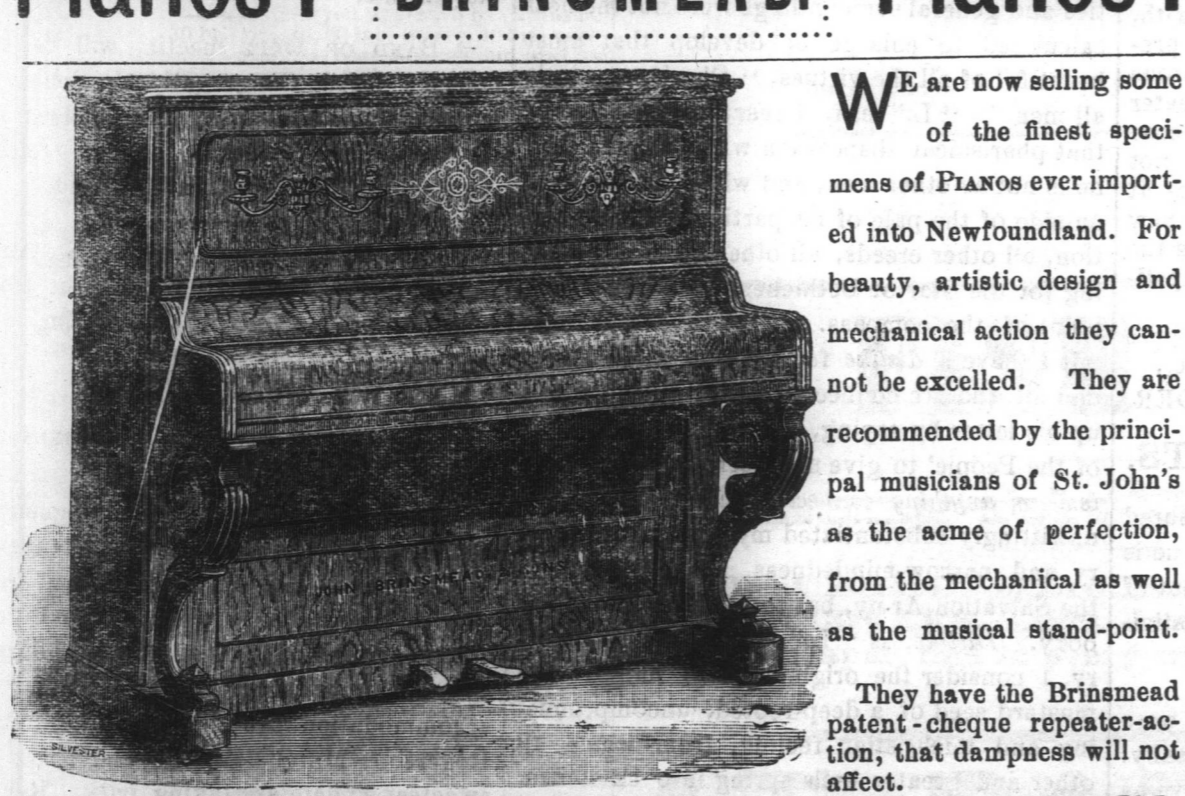 Pianos! BRINSMEAD. Pianos!
WE are now selling some
of the finest speci-
mens of PIANOS ever import-
ed into Newfoundland. For
beauty, artistic design and
mechanical action they can-
not be excelled. They are
recommended by the princi-
pal musicians of St. John's
as the acme of perfection,
from the mechanical as well
as the musical stand-point.
They have the Brinsmead
patent-cheque repeater-ac-
tion, that dampness will not
affect.
JOHN BRINSMEAD & SONS
SILVESTER